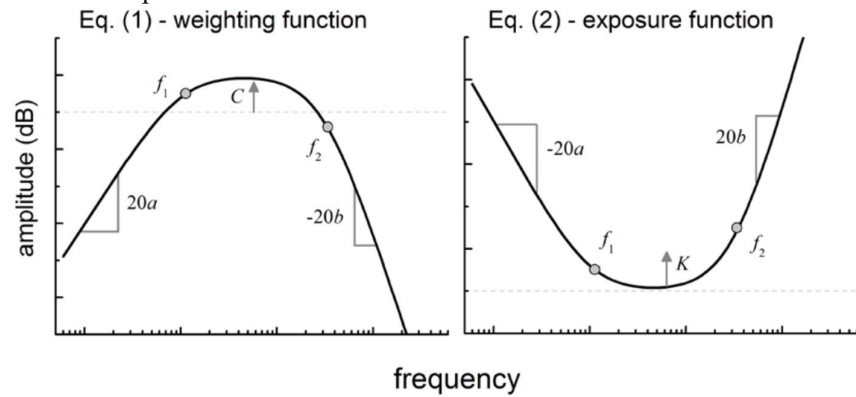 Eq. (1) - weighting function
Eq. (2) - exposure function
amplitude (dB)
f1
C
f2
20a
-20b
-20a
20b
f1
K
f2
frequency